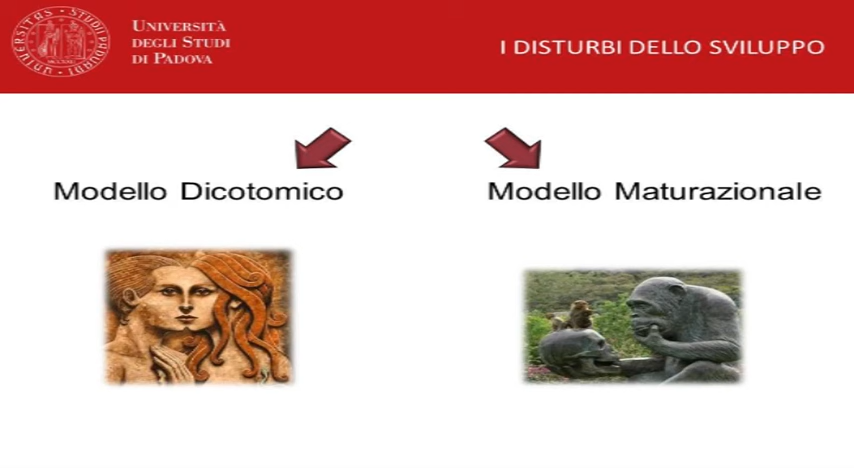 UNIVERSITÀ
DEGLI STUDI
DI PADOVA
I DISTURBI DELLO SVILUPPO
Modello Dicotomico
Modello Maturazionale